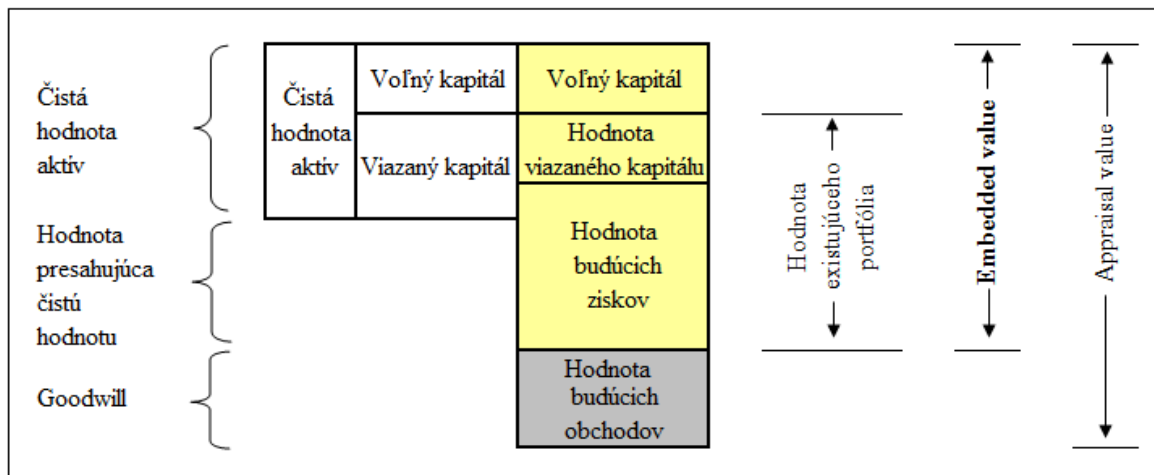 Čistá
hodnota
aktív
Hodnota
presahujúca
čistú
hodnotu
Goodwill
Čistá
hodnota
aktív
Voľný kapitál
Viazaný kapitál
Voľný kapitál
Hodnota
viazaného kapitálu
Hodnota
budúcich
ziskov
Hodnota
budúcich
obchodov
Hodnota
existujúceho
portfólia
Embedded value
Appraisal value